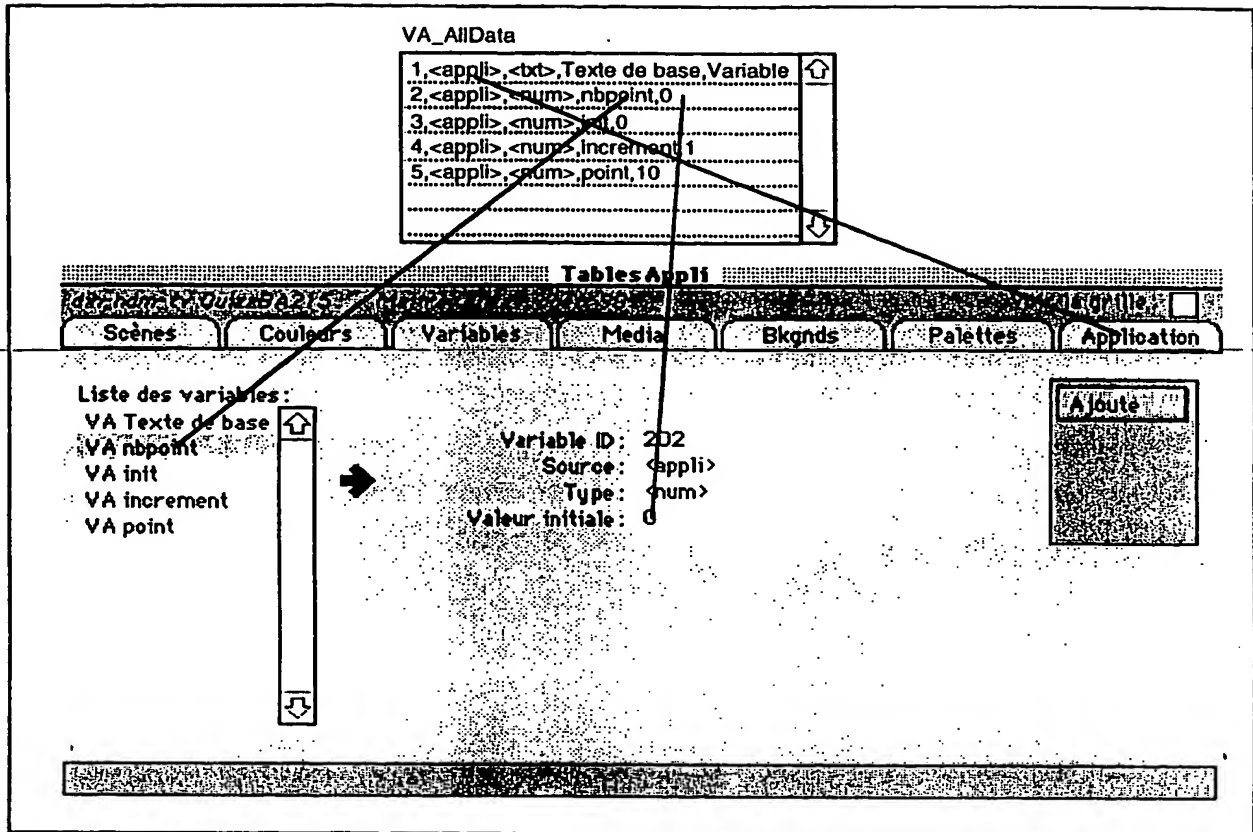 VA_AllData
1,<appli>,<txt>,Texte de base,Variable
2,<appli>,<num>,nbpoint,0
3,<appli>,<num>,init,0
4,<appli>,<num>,increment,1
5,<appli>,<num>,point,10
TablesAppli
grille
Scènes Couleurs Variables Media Bkgnds Palettes Application
Liste des variables:
VA Texte de base
VA nbpoint
VA init
VA increment
VA point
Variable ID: 202
Source: <appli>
Type: <num>
Valeur initiale: 0
Ajouté